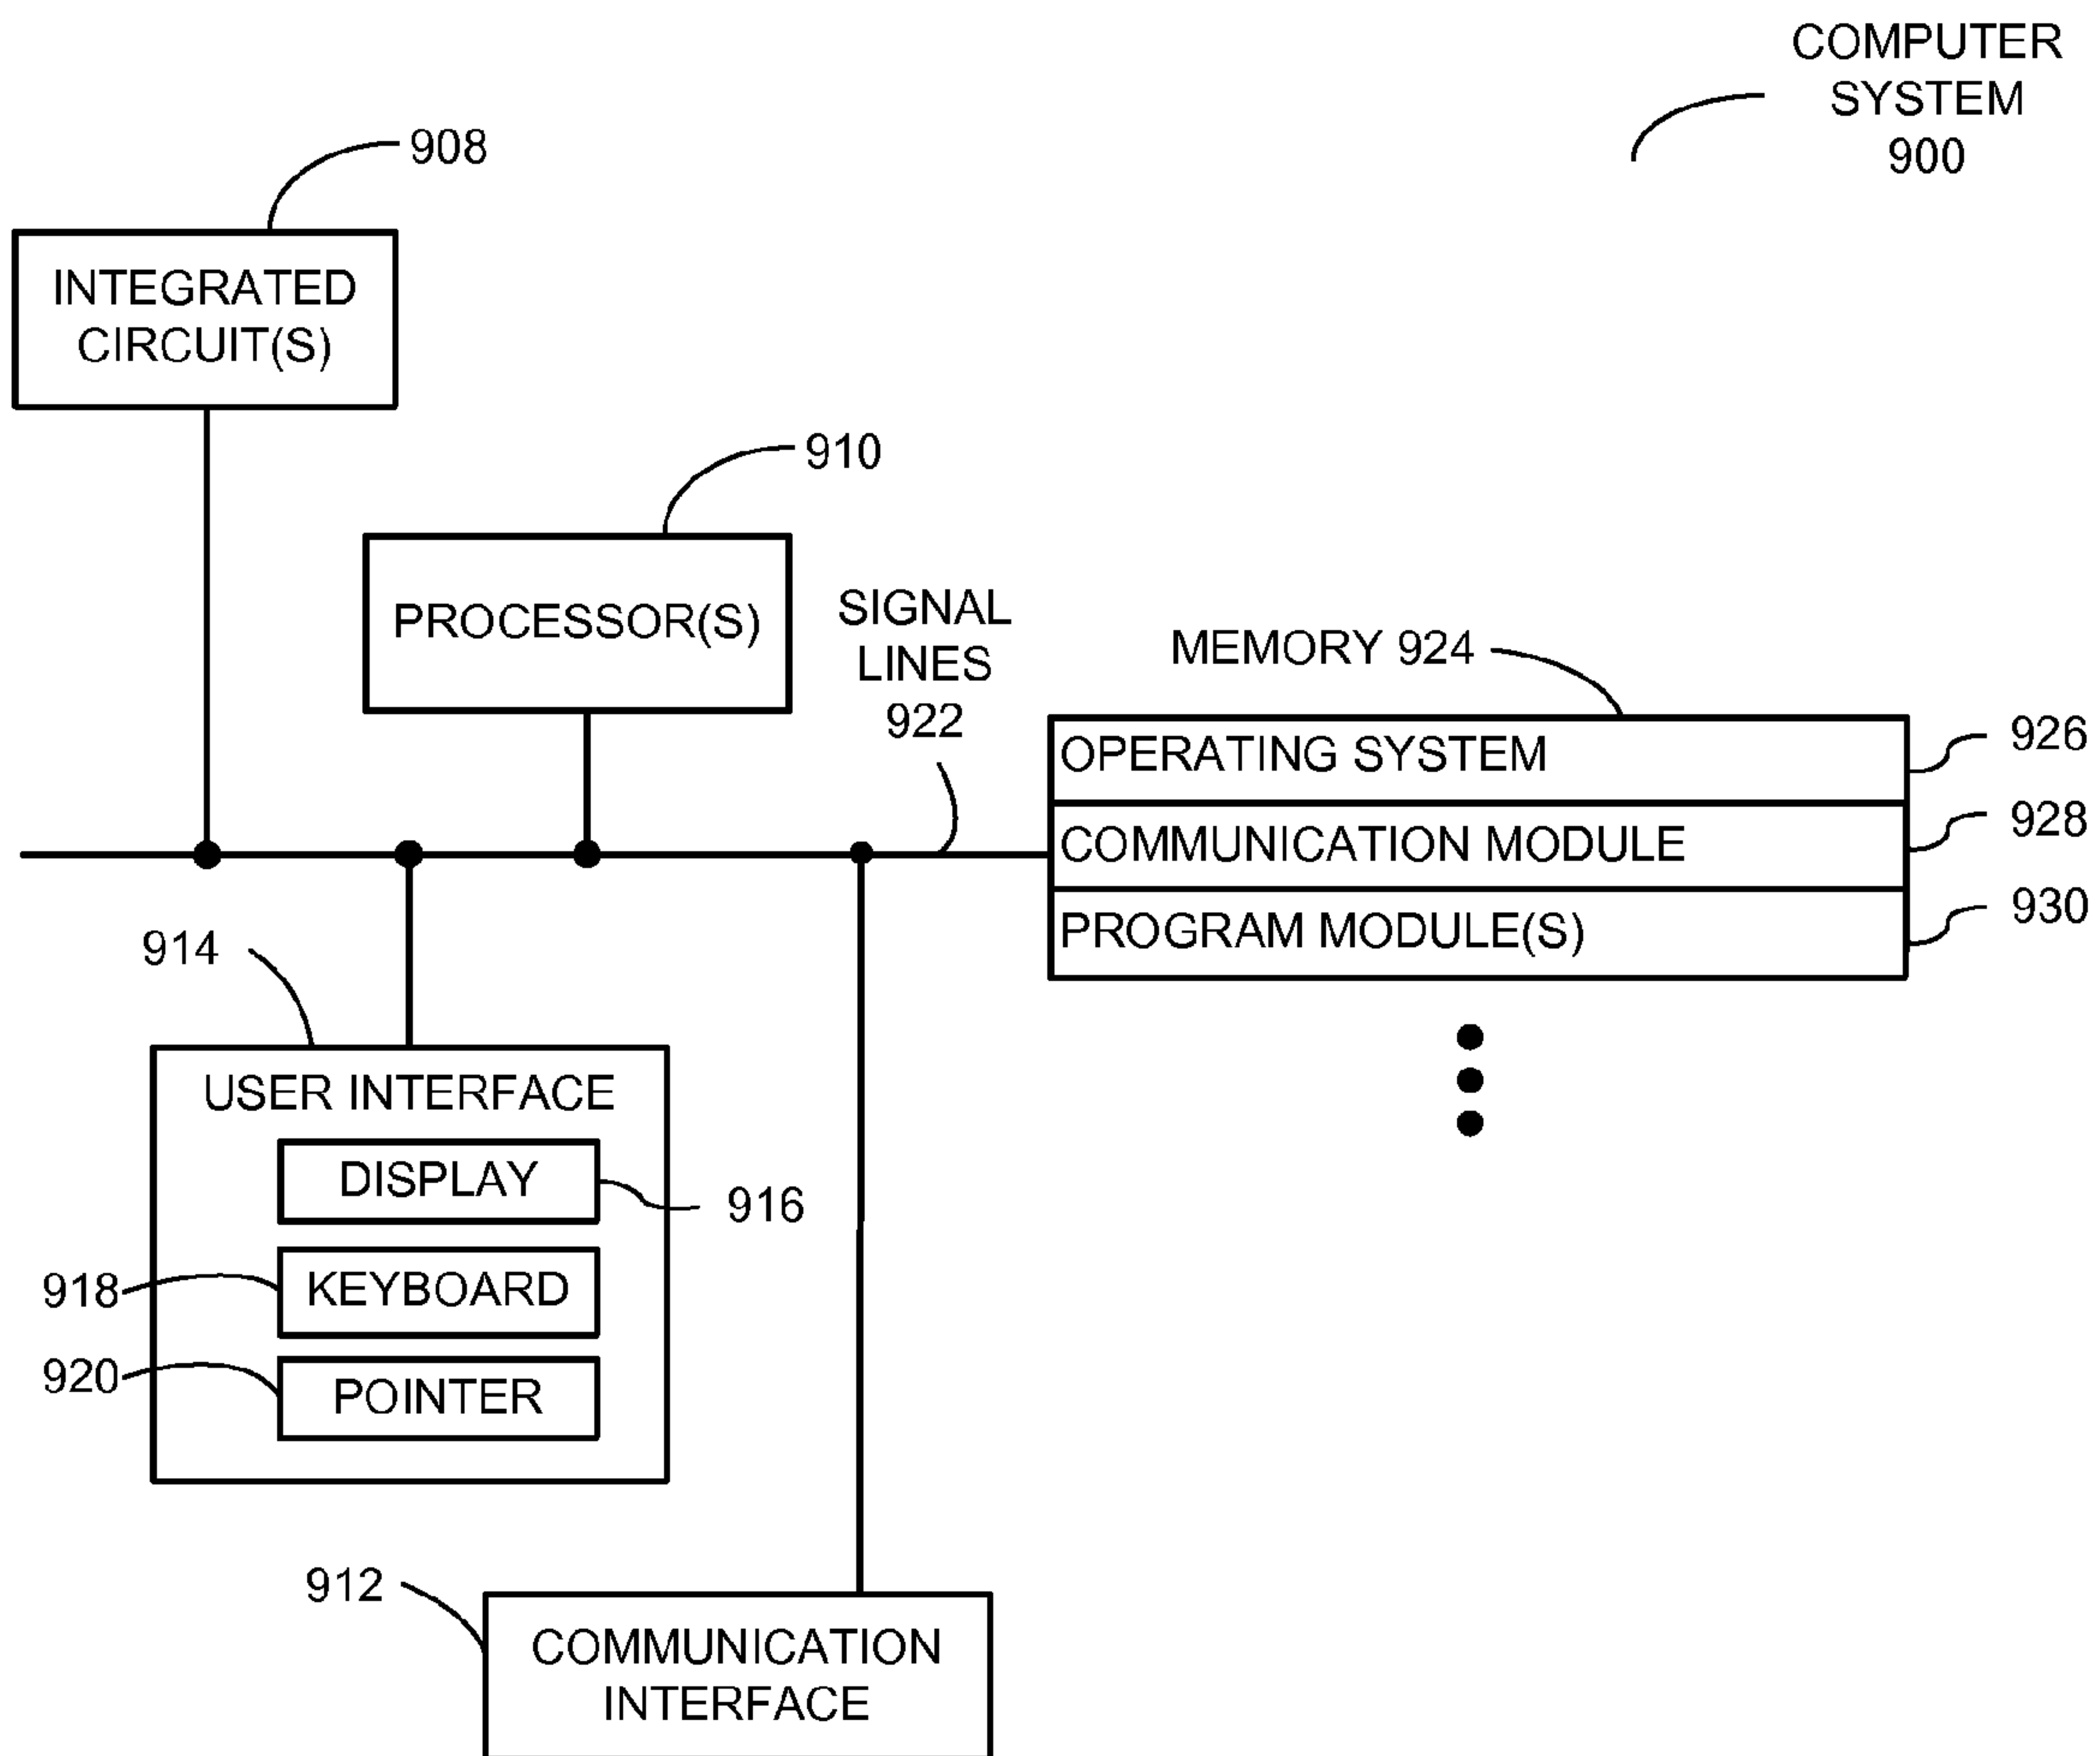 COMPUTER
SYSTEM
900
908
INTEGRATED
CIRCUIT(S)
910
PROCESSOR(S)
SIGNAL
LINES
922
MEMORY 924
OPERATING SYSTEM
926
COMMUNICATION MODULE
928
PROGRAM MODULE(S)
930
914
USER INTERFACE
DISPLAY
916
918
KEYBOARD
920
POINTER
912
COMMUNICATION
INTERFACE